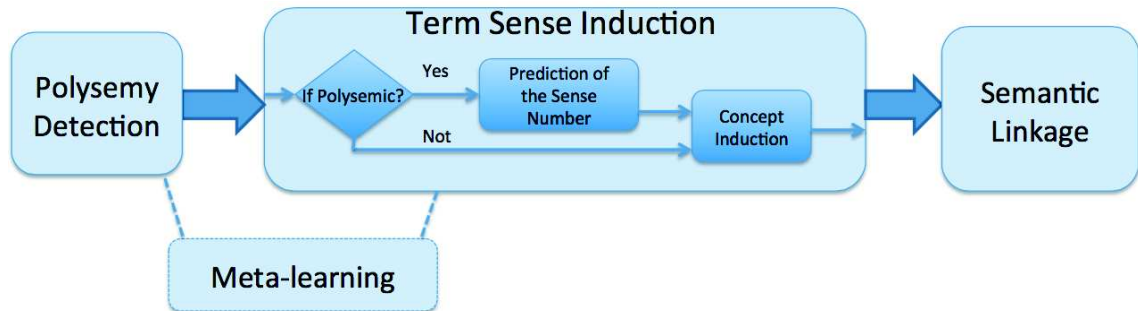 Term Sense Induction
Polysemy
Detection
If Polysemic?
Yes
Not
Prediction of
the Sense
Number
Concept
Induction
Semantic
Linkage
Meta-learning